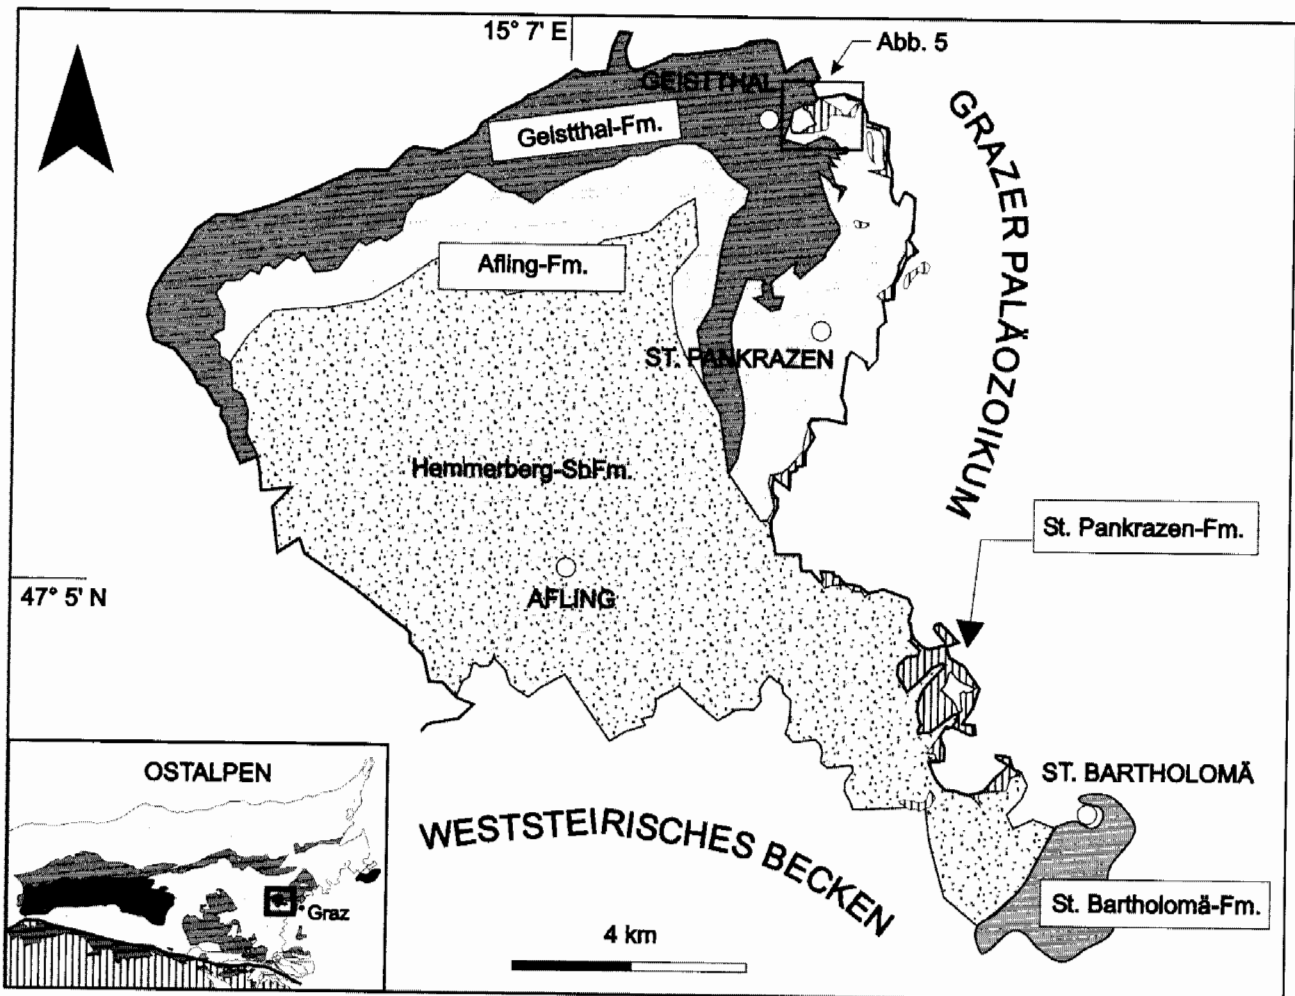 15° 7' E
Abb. 5
GEISTTHAL
Geistthal-Fm.
GRAZER PALÄOZOIKUM
Afling-Fm.
ST. PANKRAZEN
Hemmerberg-SbFm.
St. Pankrazen-Fm.
47° 5' N
AFLING
OSTALPEN
ST. BARTHOLOMÄ
WESTSTEIRISCHES BECKEN
Graz
St. Bartholomä-Fm.
4 km